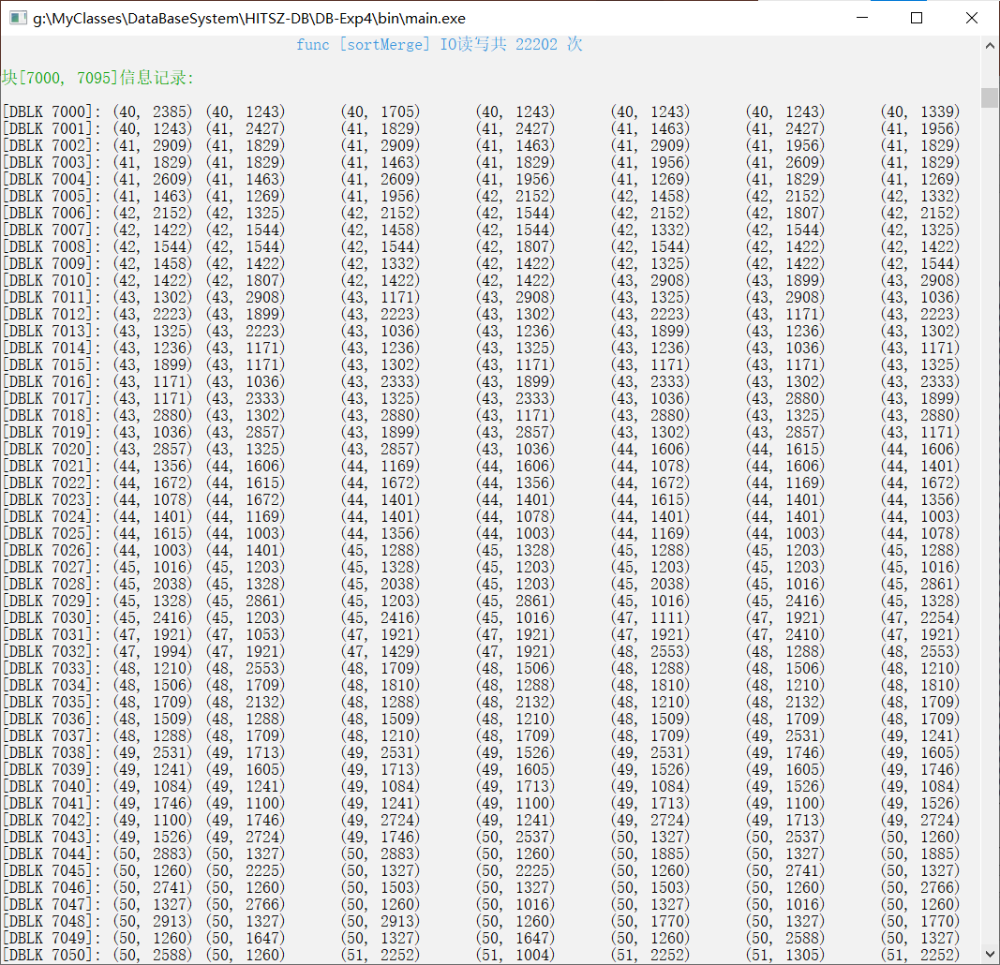 g:\MyClasses\DataBaseSystem\HITSZ-DB\DB-Exp4\bin\main.exe
func [sortMerge] IO读写共 22202 次
块[7000, 7095]信息记录:
[DBLK 7000]: (40, 2385) (40, 1243) (40, 1705) (40, 1243) (40, 1243) (40, 1243) (40, 1339)
[DBLK 7001]: (40, 1243) (41, 2427) (41, 1829) (41, 2427) (41, 1463) (41, 2427) (41, 1956)
[DBLK 7002]: (41, 2909) (41, 1829) (41, 2909) (41, 1463) (41, 2909) (41, 1956) (41, 1829)
[DBLK 7003]: (41, 1829) (41, 1829) (41, 1463) (41, 1829) (41, 1956) (41, 2609) (41, 1829)
[DBLK 7004]: (41, 2609) (41, 1463) (41, 2609) (41, 1956) (41, 1269) (41, 1829) (41, 1269)
[DBLK 7005]: (41, 1463) (41, 1269) (41, 1956) (42, 2152) (42, 1458) (42, 2152) (42, 1332)
[DBLK 7006]: (42, 2152) (42, 1325) (42, 2152) (42, 1544) (42, 2152) (42, 1807) (42, 2152)
[DBLK 7007]: (42, 1422) (42, 1544) (42, 1458) (42, 1544) (42, 1332) (42, 1544) (42, 1325)
[DBLK 7008]: (42, 1544) (42, 1544) (42, 1544) (42, 1807) (42, 1544) (42, 1422) (42, 1422)
[DBLK 7009]: (42, 1458) (42, 1422) (42, 1332) (42, 1422) (42, 1325) (42, 1422) (42, 1544)
[DBLK 7010]: (42, 1422) (42, 1807) (42, 1422) (42, 1422) (43, 2908) (43, 1899) (43, 2908)
[DBLK 7011]: (43, 1302) (43, 2908) (43, 1171) (43, 2908) (43, 1325) (43, 2908) (43, 1036)
[DBLK 7012]: (43, 2223) (43, 1899) (43, 2223) (43, 1302) (43, 2223) (43, 1171) (43, 2223)
[DBLK 7013]: (43, 1325) (43, 2223) (43, 1036) (43, 1236) (43, 1899) (43, 1236) (43, 1302)
[DBLK 7014]: (43, 1236) (43, 1171) (43, 1236) (43, 1325) (43, 1236) (43, 1036) (43, 1171)
[DBLK 7015]: (43, 1899) (43, 1171) (43, 1302) (43, 1171) (43, 1171) (43, 1171) (43, 1325)
[DBLK 7016]: (43, 1171) (43, 1036) (43, 2333) (43, 1899) (43, 2333) (43, 1302) (43, 2333)
[DBLK 7017]: (43, 1171) (43, 2333) (43, 1325) (43, 2333) (43, 1036) (43, 2880) (43, 1899)
[DBLK 7018]: (43, 2880) (43, 1302) (43, 2880) (43, 1171) (43, 2880) (43, 1325) (43, 2880)
[DBLK 7019]: (43, 1036) (43, 2857) (43, 1899) (43, 2857) (43, 1302) (43, 2857) (43, 1171)
[DBLK 7020]: (43, 2857) (43, 1325) (43, 2857) (43, 1036) (44, 1606) (44, 1615) (44, 1606)
[DBLK 7021]: (44, 1356) (44, 1606) (44, 1169) (44, 1606) (44, 1078) (44, 1606) (44, 1401)
[DBLK 7022]: (44, 1672) (44, 1615) (44, 1672) (44, 1356) (44, 1672) (44, 1169) (44, 1672)
[DBLK 7023]: (44, 1078) (44, 1672) (44, 1401) (44, 1401) (44, 1615) (44, 1401) (44, 1356)
[DBLK 7024]: (44, 1401) (44, 1169) (44, 1401) (44, 1078) (44, 1401) (44, 1401) (44, 1003)
[DBLK 7025]: (44, 1615) (44, 1003) (44, 1356) (44, 1003) (44, 1169) (44, 1003) (44, 1078)
[DBLK 7026]: (44, 1003) (44, 1401) (45, 1288) (45, 1328) (45, 1288) (45, 1203) (45, 1288)
[DBLK 7027]: (45, 1016) (45, 1203) (45, 1328) (45, 1203) (45, 1203) (45, 1203) (45, 1016)
[DBLK 7028]: (45, 2038) (45, 1328) (45, 2038) (45, 1203) (45, 2038) (45, 1016) (45, 2861)
[DBLK 7029]: (45, 1328) (45, 2861) (45, 1203) (45, 2861) (45, 1016) (45, 2416) (45, 1328)
[DBLK 7030]: (45, 2416) (45, 1203) (45, 2416) (45, 1016) (47, 1111) (47, 1921) (47, 2254)
[DBLK 7031]: (47, 1921) (47, 1053) (47, 1921) (47, 1921) (47, 1921) (47, 2410) (47, 1921)
[DBLK 7032]: (47, 1994) (47, 1921) (47, 1429) (47, 1921) (48, 2553) (48, 1288) (48, 2553)
[DBLK 7033]: (48, 1210) (48, 2553) (48, 1709) (48, 1506) (48, 1288) (48, 1506) (48, 1210)
[DBLK 7034]: (48, 1506) (48, 1709) (48, 1810) (48, 1288) (48, 1810) (48, 1210) (48, 1810)
[DBLK 7035]: (48, 1709) (48, 2132) (48, 1288) (48, 2132) (48, 1210) (48, 2132) (48, 1709)
[DBLK 7036]: (48, 1509) (48, 1288) (48, 1509) (48, 1210) (48, 1509) (48, 1709) (48, 1709)
[DBLK 7037]: (48, 1288) (48, 1709) (48, 1210) (48, 1709) (48, 1709) (49, 2531) (49, 1241)
[DBLK 7038]: (49, 2531) (49, 1713) (49, 2531) (49, 1526) (49, 2531) (49, 1746) (49, 1605)
[DBLK 7039]: (49, 1241) (49, 1605) (49, 1713) (49, 1605) (49, 1526) (49, 1605) (49, 1746)
[DBLK 7040]: (49, 1084) (49, 1241) (49, 1084) (49, 1713) (49, 1084) (49, 1526) (49, 1084)
[DBLK 7041]: (49, 1746) (49, 1100) (49, 1241) (49, 1100) (49, 1713) (49, 1100) (49, 1526)
[DBLK 7042]: (49, 1100) (49, 1746) (49, 2724) (49, 1241) (49, 2724) (49, 1713) (49, 2724)
[DBLK 7043]: (49, 1526) (49, 2724) (49, 1746) (50, 2537) (50, 1327) (50, 2537) (50, 1260)
[DBLK 7044]: (50, 2883) (50, 1327) (50, 2883) (50, 1260) (50, 1885) (50, 1327) (50, 1885)
[DBLK 7045]: (50, 1260) (50, 2225) (50, 1327) (50, 2225) (50, 1260) (50, 2741) (50, 1327)
[DBLK 7046]: (50, 2741) (50, 1260) (50, 1503) (50, 1327) (50, 1503) (50, 1260) (50, 2766)
[DBLK 7047]: (50, 1327) (50, 2766) (50, 1260) (50, 1016) (50, 1327) (50, 1016) (50, 1260)
[DBLK 7048]: (50, 2913) (50, 1327) (50, 2913) (50, 1260) (50, 1770) (50, 1327) (50, 1770)
[DBLK 7049]: (50, 1260) (50, 1647) (50, 1327) (50, 1647) (50, 1260) (50, 2588) (50, 1327)
[DBLK 7050]: (50, 2588) (50, 1260) (51, 2252) (51, 1004) (51, 2252) (51, 1305) (51, 2252)